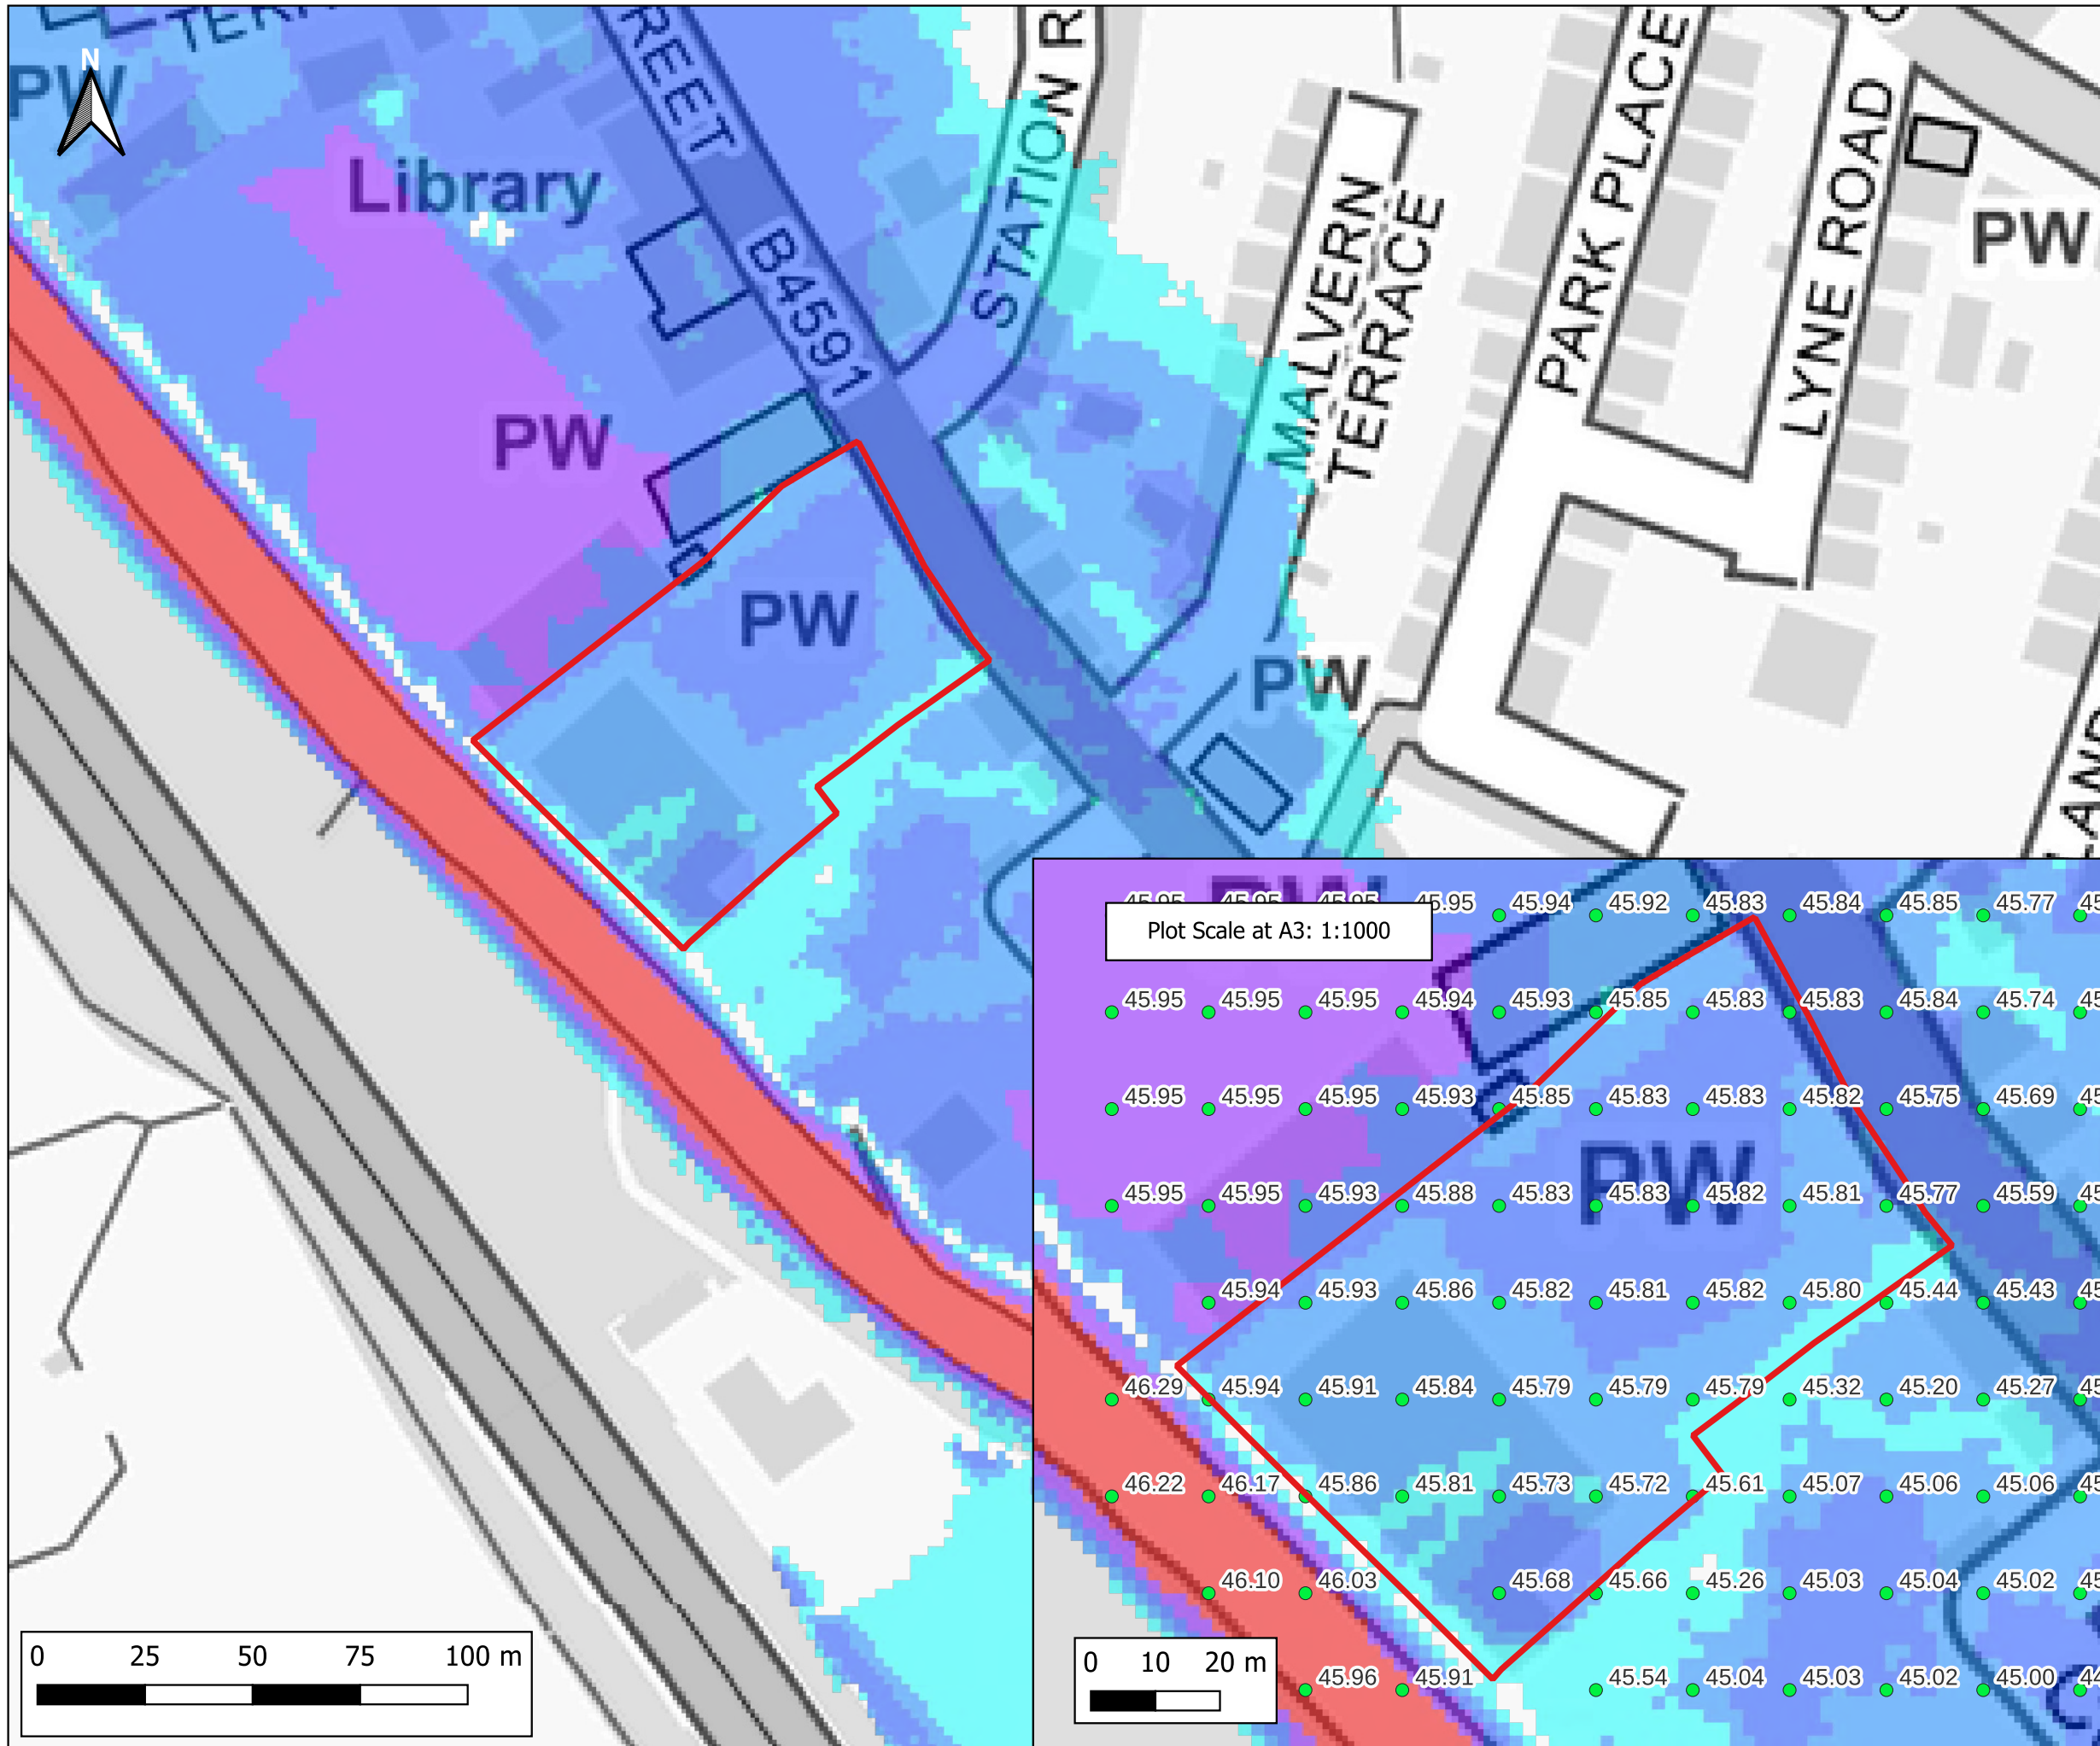 N
PW
REET
STATION R
Library
B4591
MALVERN
TERRACE
PARK PLACE
LYNE ROAD
PW
PW
PW
PW
Plot Scale at A3: 1:1000
45.95 45.94 45.92 45.83 45.84 45.85 45.77
45.95 45.95 45.95 45.94 45.93 45.85 45.83 45.83 45.84 45.74
45.95 45.95 45.95 45.93 45.85 45.83 45.83 45.82 45.75 45.69
PW
45.95 45.95 45.93 45.88 45.83 45.83 45.82 45.81 45.77 45.59
45.94 45.93 45.86 45.82 45.81 45.82 45.80 45.44 45.43
46.29 45.94 45.91 45.84 45.79 45.79 45.79 45.32 45.20 45.27
46.22 46.17 45.86 45.81 45.73 45.72 45.61 45.07 45.06 45.06
46.10 46.03 45.68 45.66 45.26 45.03 45.04 45.02
45.96 45.91 45.54 45.04 45.03 45.02 45.00
0 25 50 75 100 m
0 10 20 m